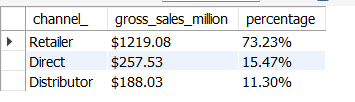 channel_ gross_sales_million percentage
Retailer $1219.08 73.23%
Direct $257.53 15.47%
Distributor $188.03 11.30%